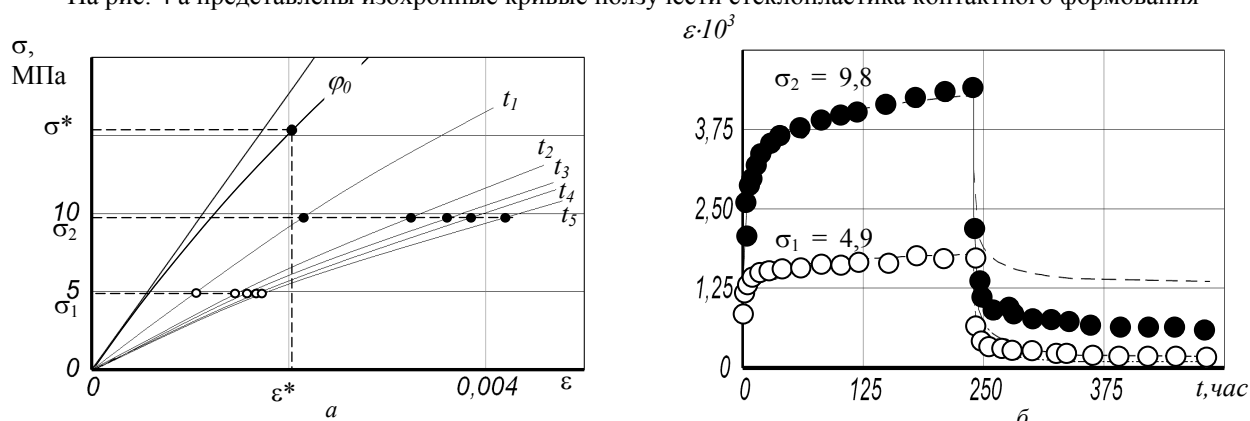 На рис. 4 а представлены изохронные кривые ползучести стеклопластика контактного формования
σ,
МПа
σ*
10
σ₂
5
σ₁
0
0
ε*
0,004
ε
φ₀
t₁
t₂
t₃
t₄
t₅
а
ε·10³
3,75
2,50
1,25
0
σ₂ = 9,8
σ₁ = 4,9
0
125
250
375
t,час
б